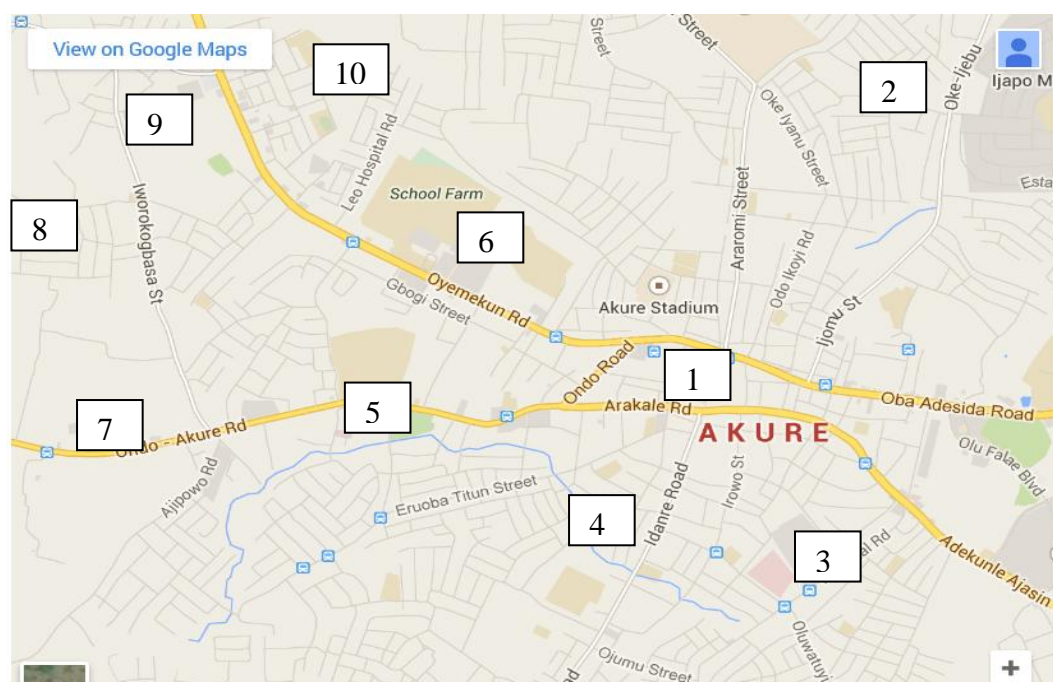 View on Google Maps
Street
Street
10
2
Oke-Ijebu
Ijapo M
9
Oke Iyanu Street
Leo Hospital Rd
Esta
School Farm
Iworokogbasa St
Araromi Street
8
6
Odo Ikoyi Rd
Oyemekun Rd
Gbogi Street
Akure Stadium
Ijomu St
Ondo Road
1
5
Arakale Rd
Oba Adesida Road
7
Ondo - Akure Rd
AKURE
Olu Falae Blvd
Ajipowo Rd
Eruoba Titun Street
Irowo St
4
Idanre Road
3
al Rd
Adekunle Ajasin
Oluwatuyi
Ojumu Street
ad
+